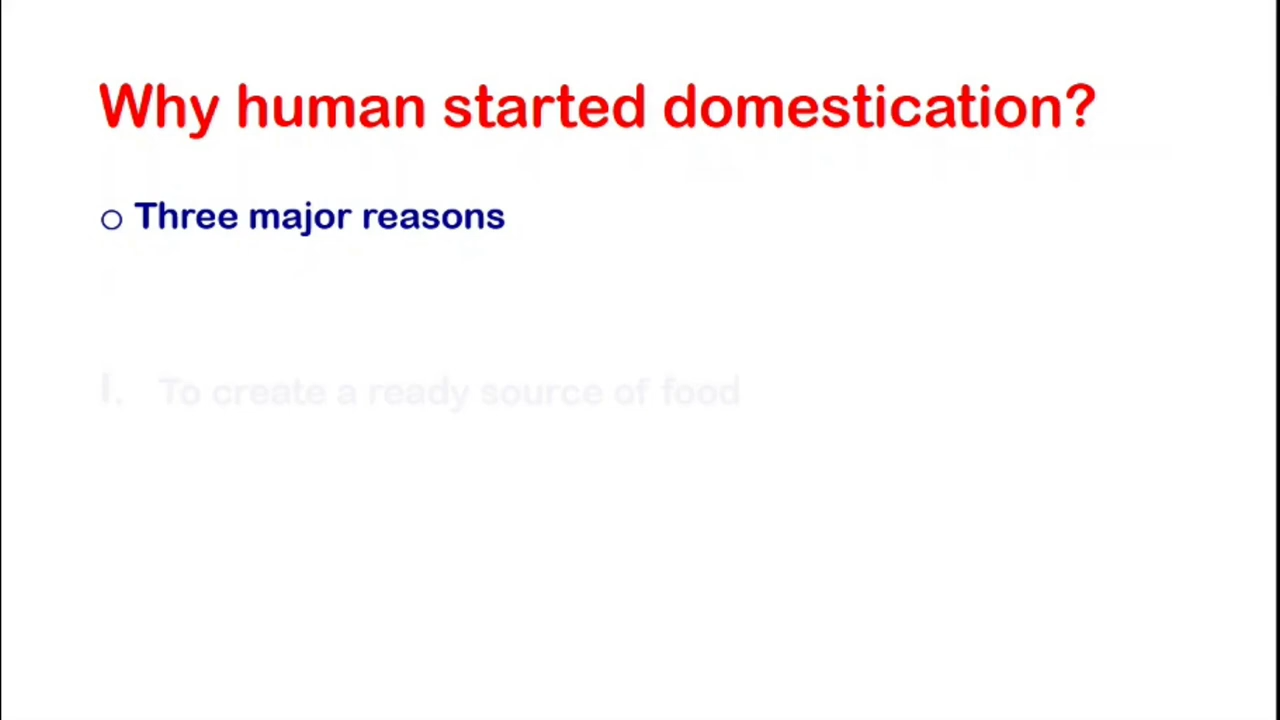 Why human started domestication?
○ Three major reasons
I. To create a ready source of food